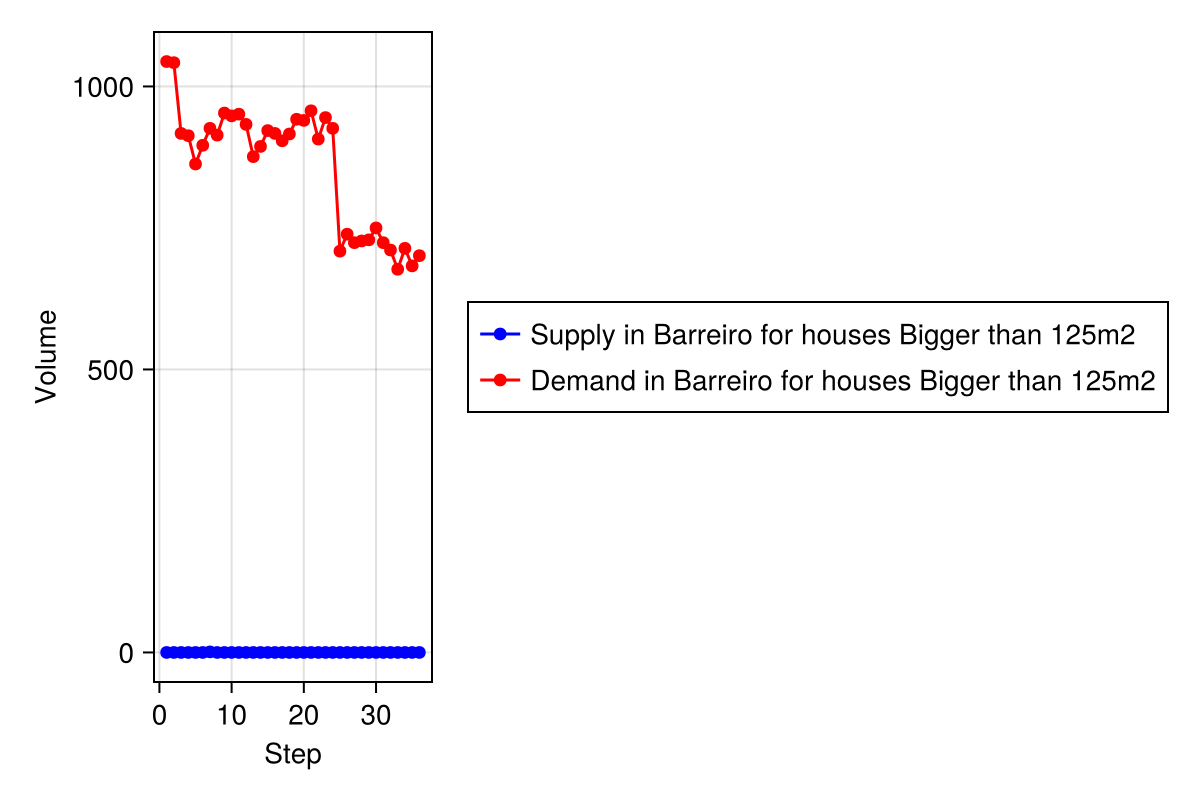 1000
500
0
Volume
0 10 20 30
Step
Supply in Barreiro for houses Bigger than 125m2
Demand in Barreiro for houses Bigger than 125m2